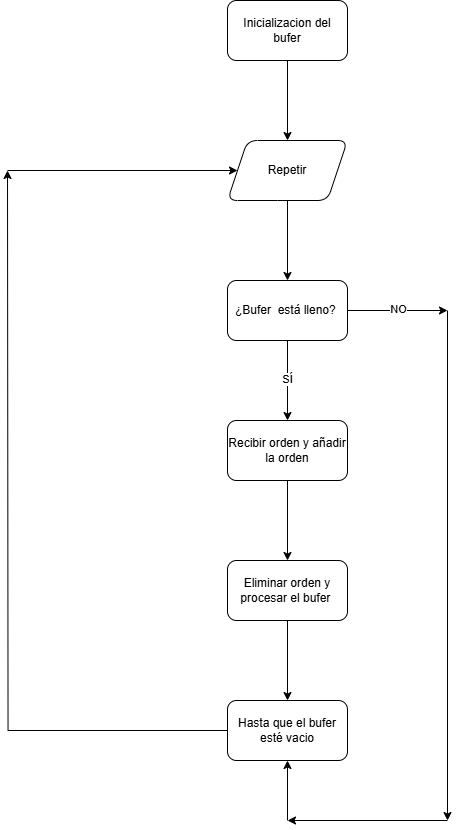 Inicializacion del
bufer
Repetir
¿Bufer está lleno?
NO
SÍ
Recibir orden y añadir
la orden
Eliminar orden y
procesar el bufer
Hasta que el bufer
esté vacio